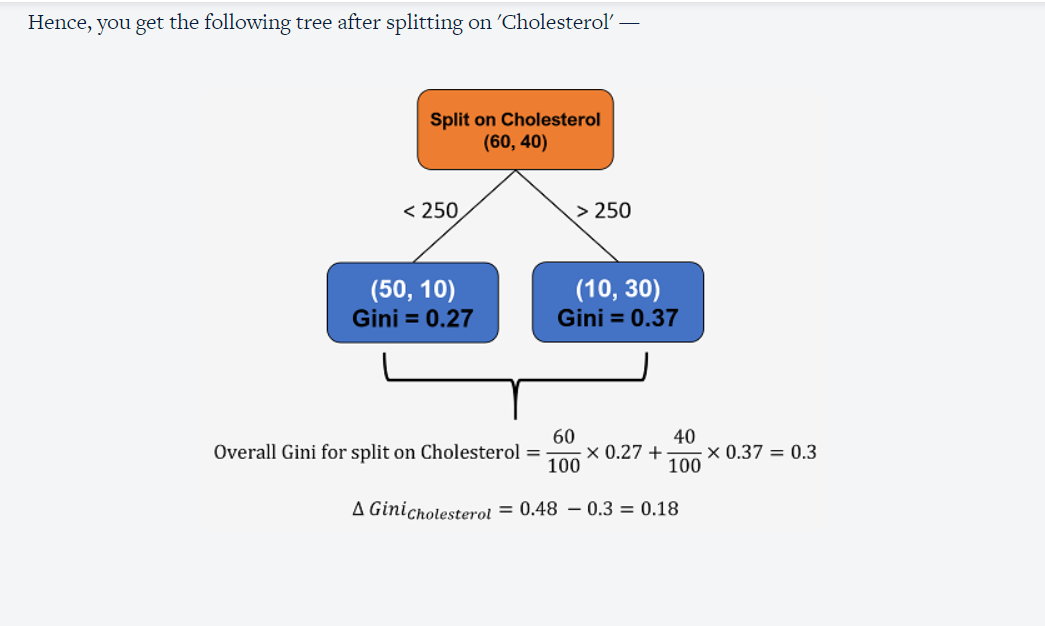 Hence, you get the following tree after splitting on 'Cholesterol' —
Split on Cholesterol
(60, 40)
< 250
> 250
(50, 10)
Gini = 0.27
(10, 30)
Gini = 0.37
Overall Gini for split on Cholesterol = 60/100 × 0.27 + 40/100 × 0.37 = 0.3
Δ Gini_Cholesterol = 0.48 − 0.3 = 0.18